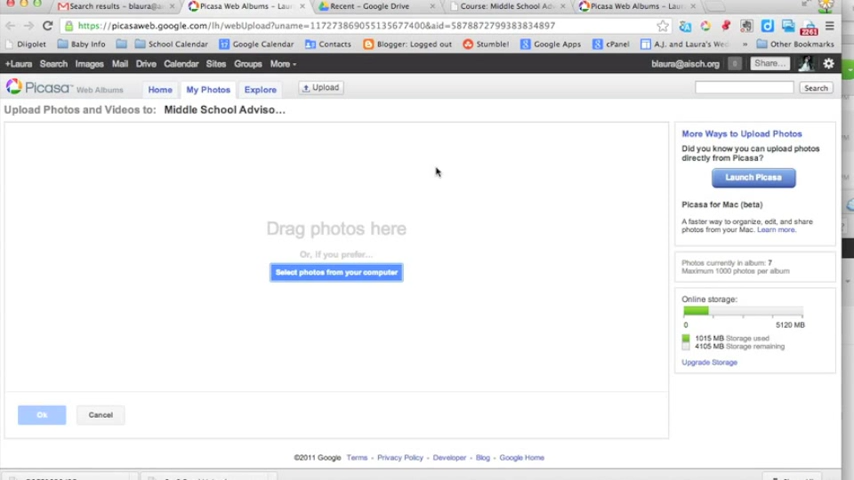 Search results – blaura@a
Picasa Web Albums – Lau
Recent – Google Drive
Course: Middle School Ad
Picasa Web Albums – Lau
https://picasaweb.google.com/lh/webUpload?uname=117273869055135677400&aid=5878872799383834897
Diigolet
Baby Info
School Calendar
Google Calendar
Contacts
Blogger: Logged out
Stumble!
Google Apps
cPanel
A.J. and Laura's We
»
Other Bookmarks
2261
+Laura Search Images Mail Drive Calendar Sites Groups More
blaura@aisch.org
0
Share...
Picasa™ Web Albums
Home
My Photos
Explore
Upload
Search
Upload Photos and Videos to: Middle School Adviso...
Drag photos here
Or, if you prefer...
Select photos from your computer
Ok
Cancel
More Ways to Upload Photos
Did you know you can upload photos
directly from Picasa?
Launch Picasa
Picasa for Mac (beta)
A faster way to organize, edit, and share
photos from your Mac. Learn more.
Photos currently in album: 7
Maximum 1000 photos per album
Online storage:
0 5120 MB
1015 MB Storage used
4105 MB Storage remaining
Upgrade Storage
©2011 Google Terms - Privacy Policy - Developer - Blog - Google Home